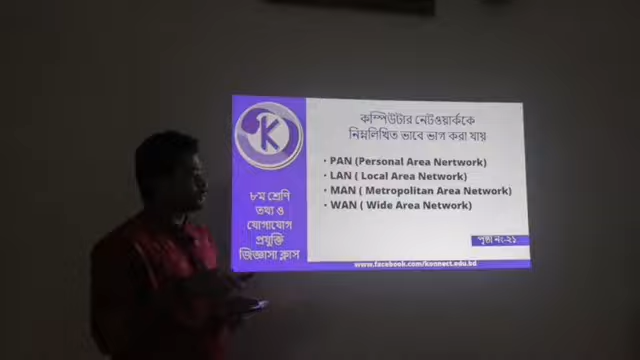 K
কম্পিউটার নেটওয়ার্ককে
নিম্নলিখিত ভাবে ভাগ করা যায়
· PAN (Personal Area Nertwork)
· LAN ( Local Area Network)
· MAN ( Metropolitan Area Network)
· WAN ( Wide Area Network)
৮ম শ্রেণি
তথ্য ও
যোগাযোগ
প্রযুক্তি
জিজ্ঞাসা ক্লাস
পৃষ্ঠা নং-২১
www.facebook.com/konnect.edu.bd